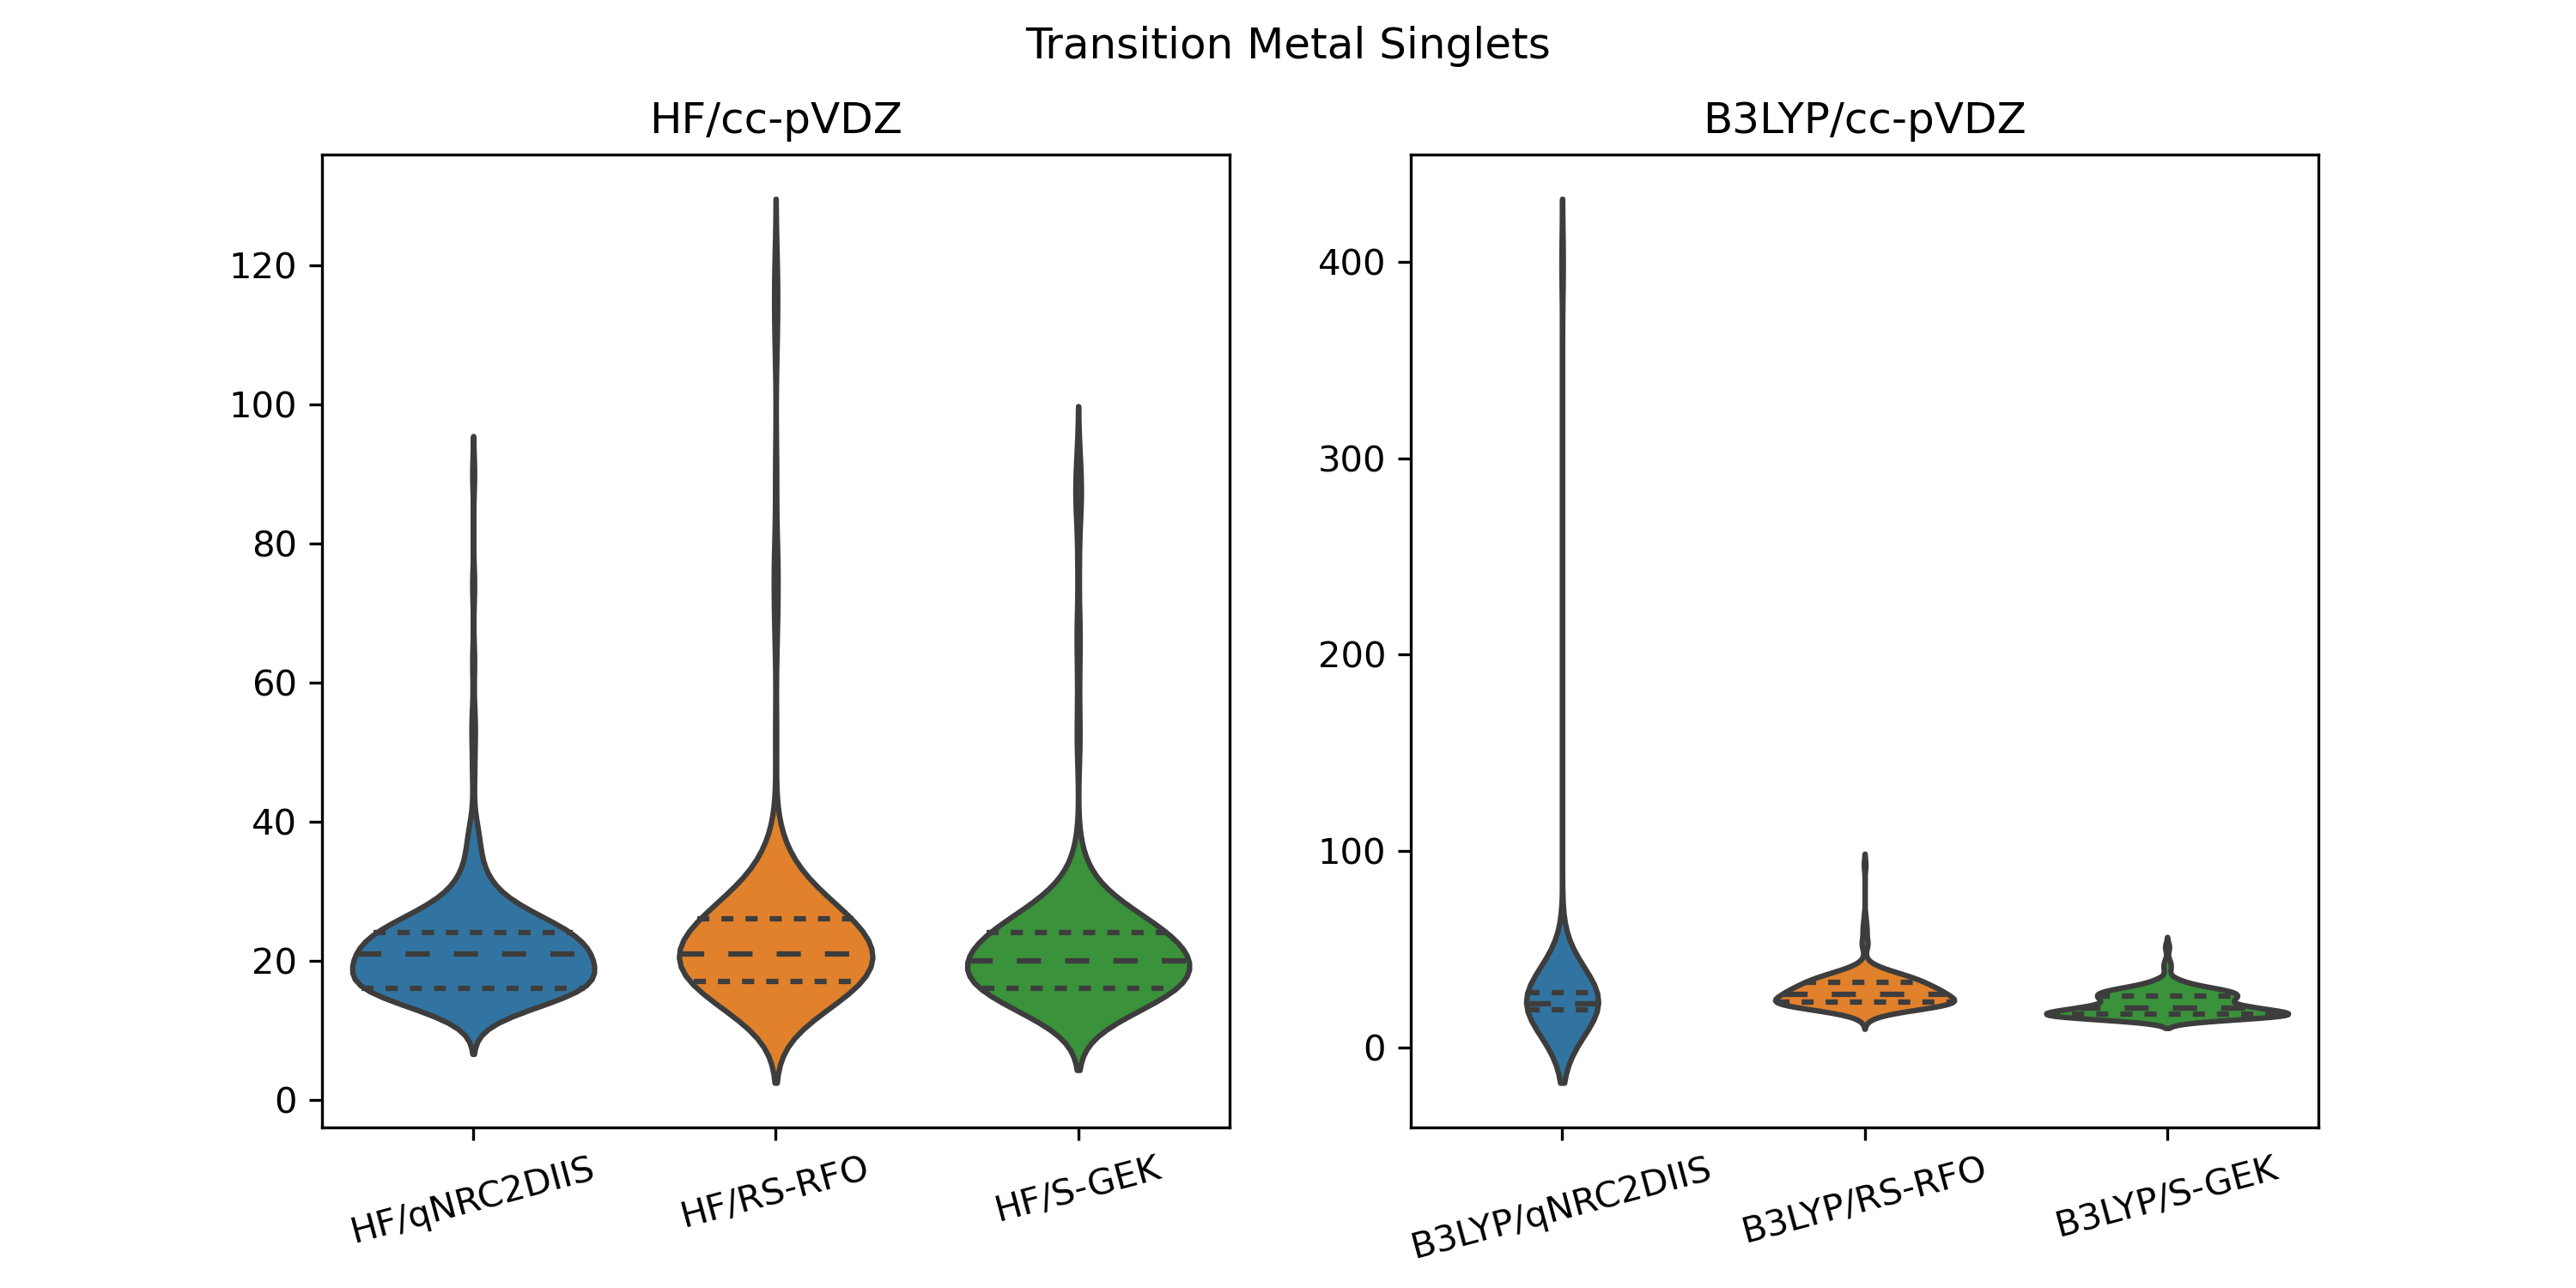 Transition Metal Singlets
HF/cc-pVDZ
120
100
80
60
40
20
0
HF/qNRC2DIIS
HF/RS-RFO
HF/S-GEK
B3LYP/cc-pVDZ
400
300
200
100
0
B3LYP/qNRC2DIIS
B3LYP/RS-RFO
B3LYP/S-GEK